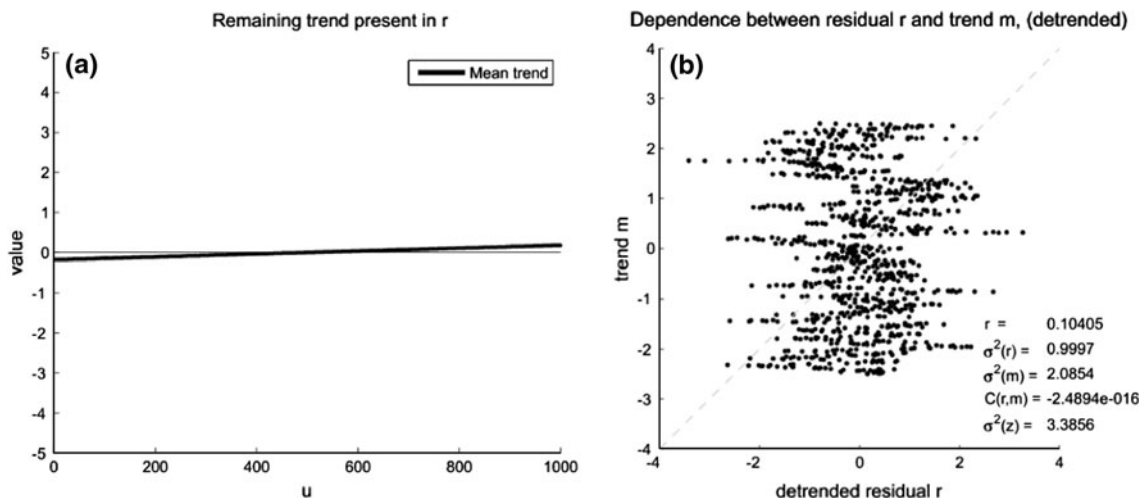 Remaining trend present in r
(a)
Mean trend
5
4
3
2
1
0
-1
-2
-3
-4
-5
value
0 200 400 600 800 1000
u
Dependence between residual r and trend m, (detrended)
(b)
4
3
2
1
0
-1
-2
-3
-4
trend m
r = 0.10405
σ²(r) = 0.9997
σ²(m) = 2.0854
C(r,m) = -2.4894e-016
σ²(z) = 3.3856
-4 -2 0 2 4
detrended residual r